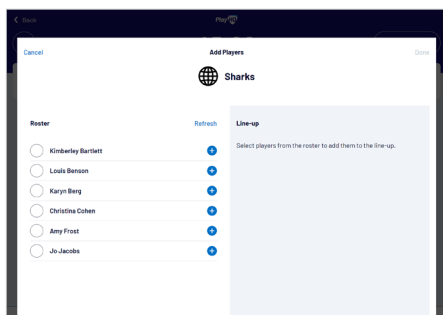 Back
Play
Cancel
Add Players
Done
Sharks
Roster
Refresh
Line-up
Select players from the roster to add them to the line-up.
Kimberley Bartlett
Louis Benson
Karyn Berg
Christina Cohen
Amy Frost
Jo Jacobs